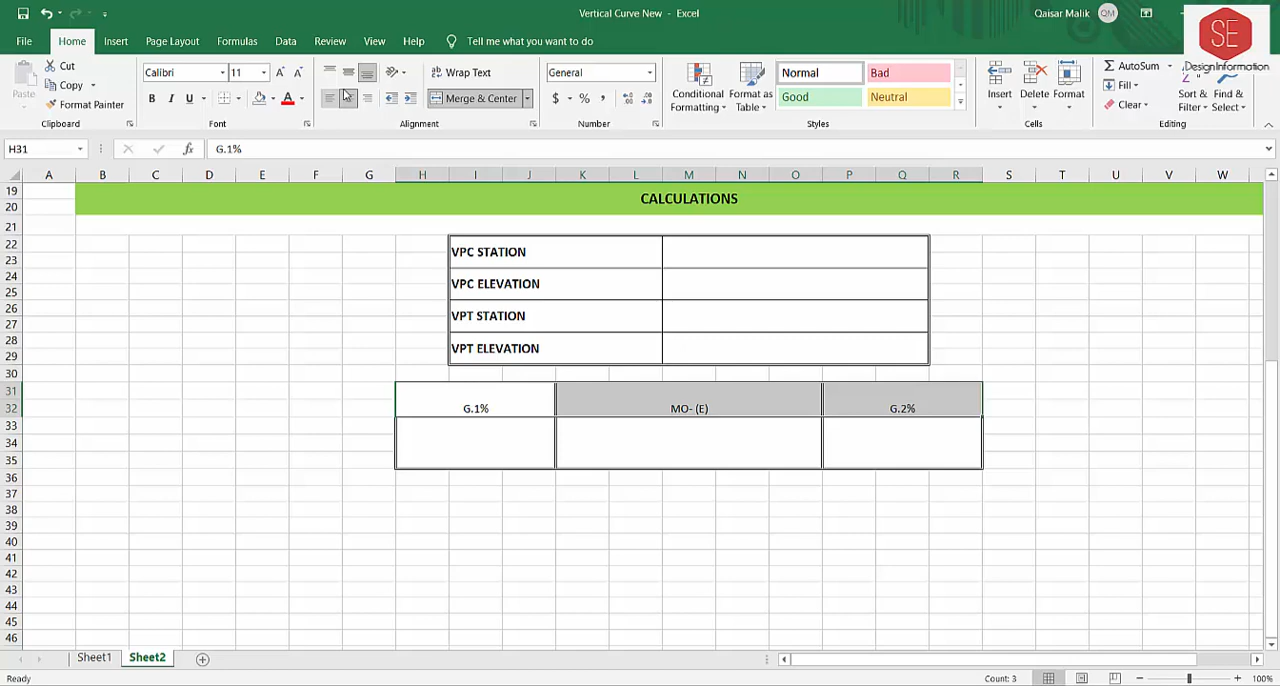 Vertical Curve New - Excel
Qaisar Malik QM
SE
DesignInformation
File Home Insert Page Layout Formulas Data Review View Help Tell me what you want to do
Paste
Cut
Copy
Format Painter
Clipboard
Calibri 11
B I U
Font
Wrap Text
Merge & Center
Alignment
General
$ % ,
Number
Conditional
Formatting
Format as
Table
Normal Bad
Good Neutral
Styles
Insert Delete Format
Cells
AutoSum
Fill
Clear
Sort &
Filter
Find &
Select
Editing
H31 fx G.1%
A B C D E F G H I J K L M N O P Q R S T U V W
19
20
CALCULATIONS
21
22
23
VPC STATION
24
25
VPC ELEVATION
26
27
VPT STATION
28
29
VPT ELEVATION
30
31
32
G.1% MO- (E) G.2%
33
34
35
36
37
38
39
40
41
42
43
44
45
46
Sheet1 Sheet2
Ready Count: 3 100%